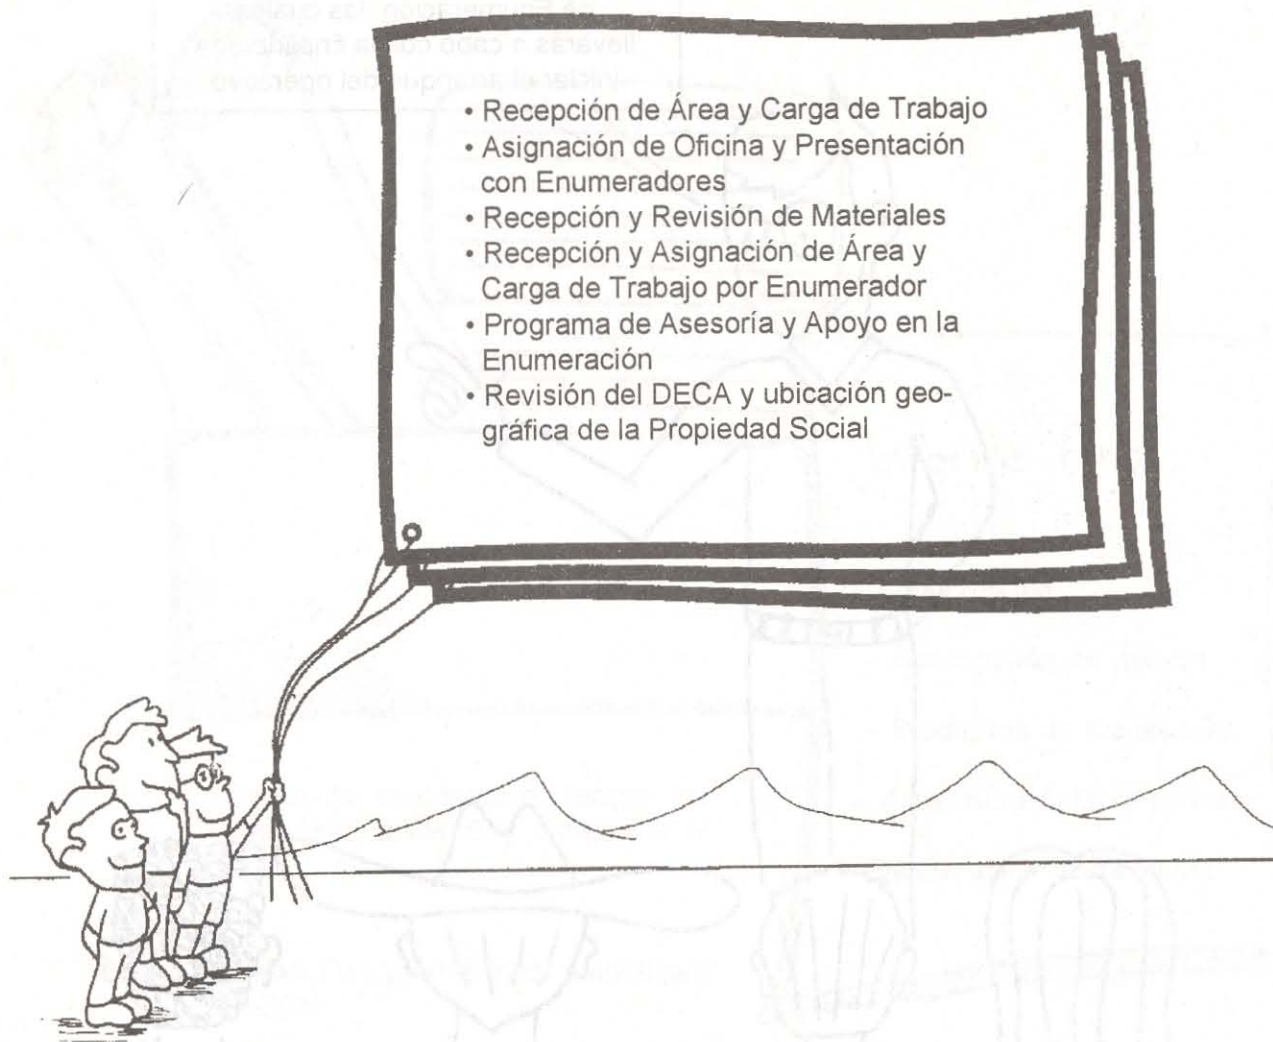 • Recepción de Área y Carga de Trabajo
• Asignación de Oficina y Presentación
con Enumeradores
• Recepción y Revisión de Materiales
• Recepción y Asignación de Área y
Carga de Trabajo por Enumerador
• Programa de Asesoría y Apoyo en la
Enumeración
• Revisión del DECA y ubicación geo-
gráfica de la Propiedad Social